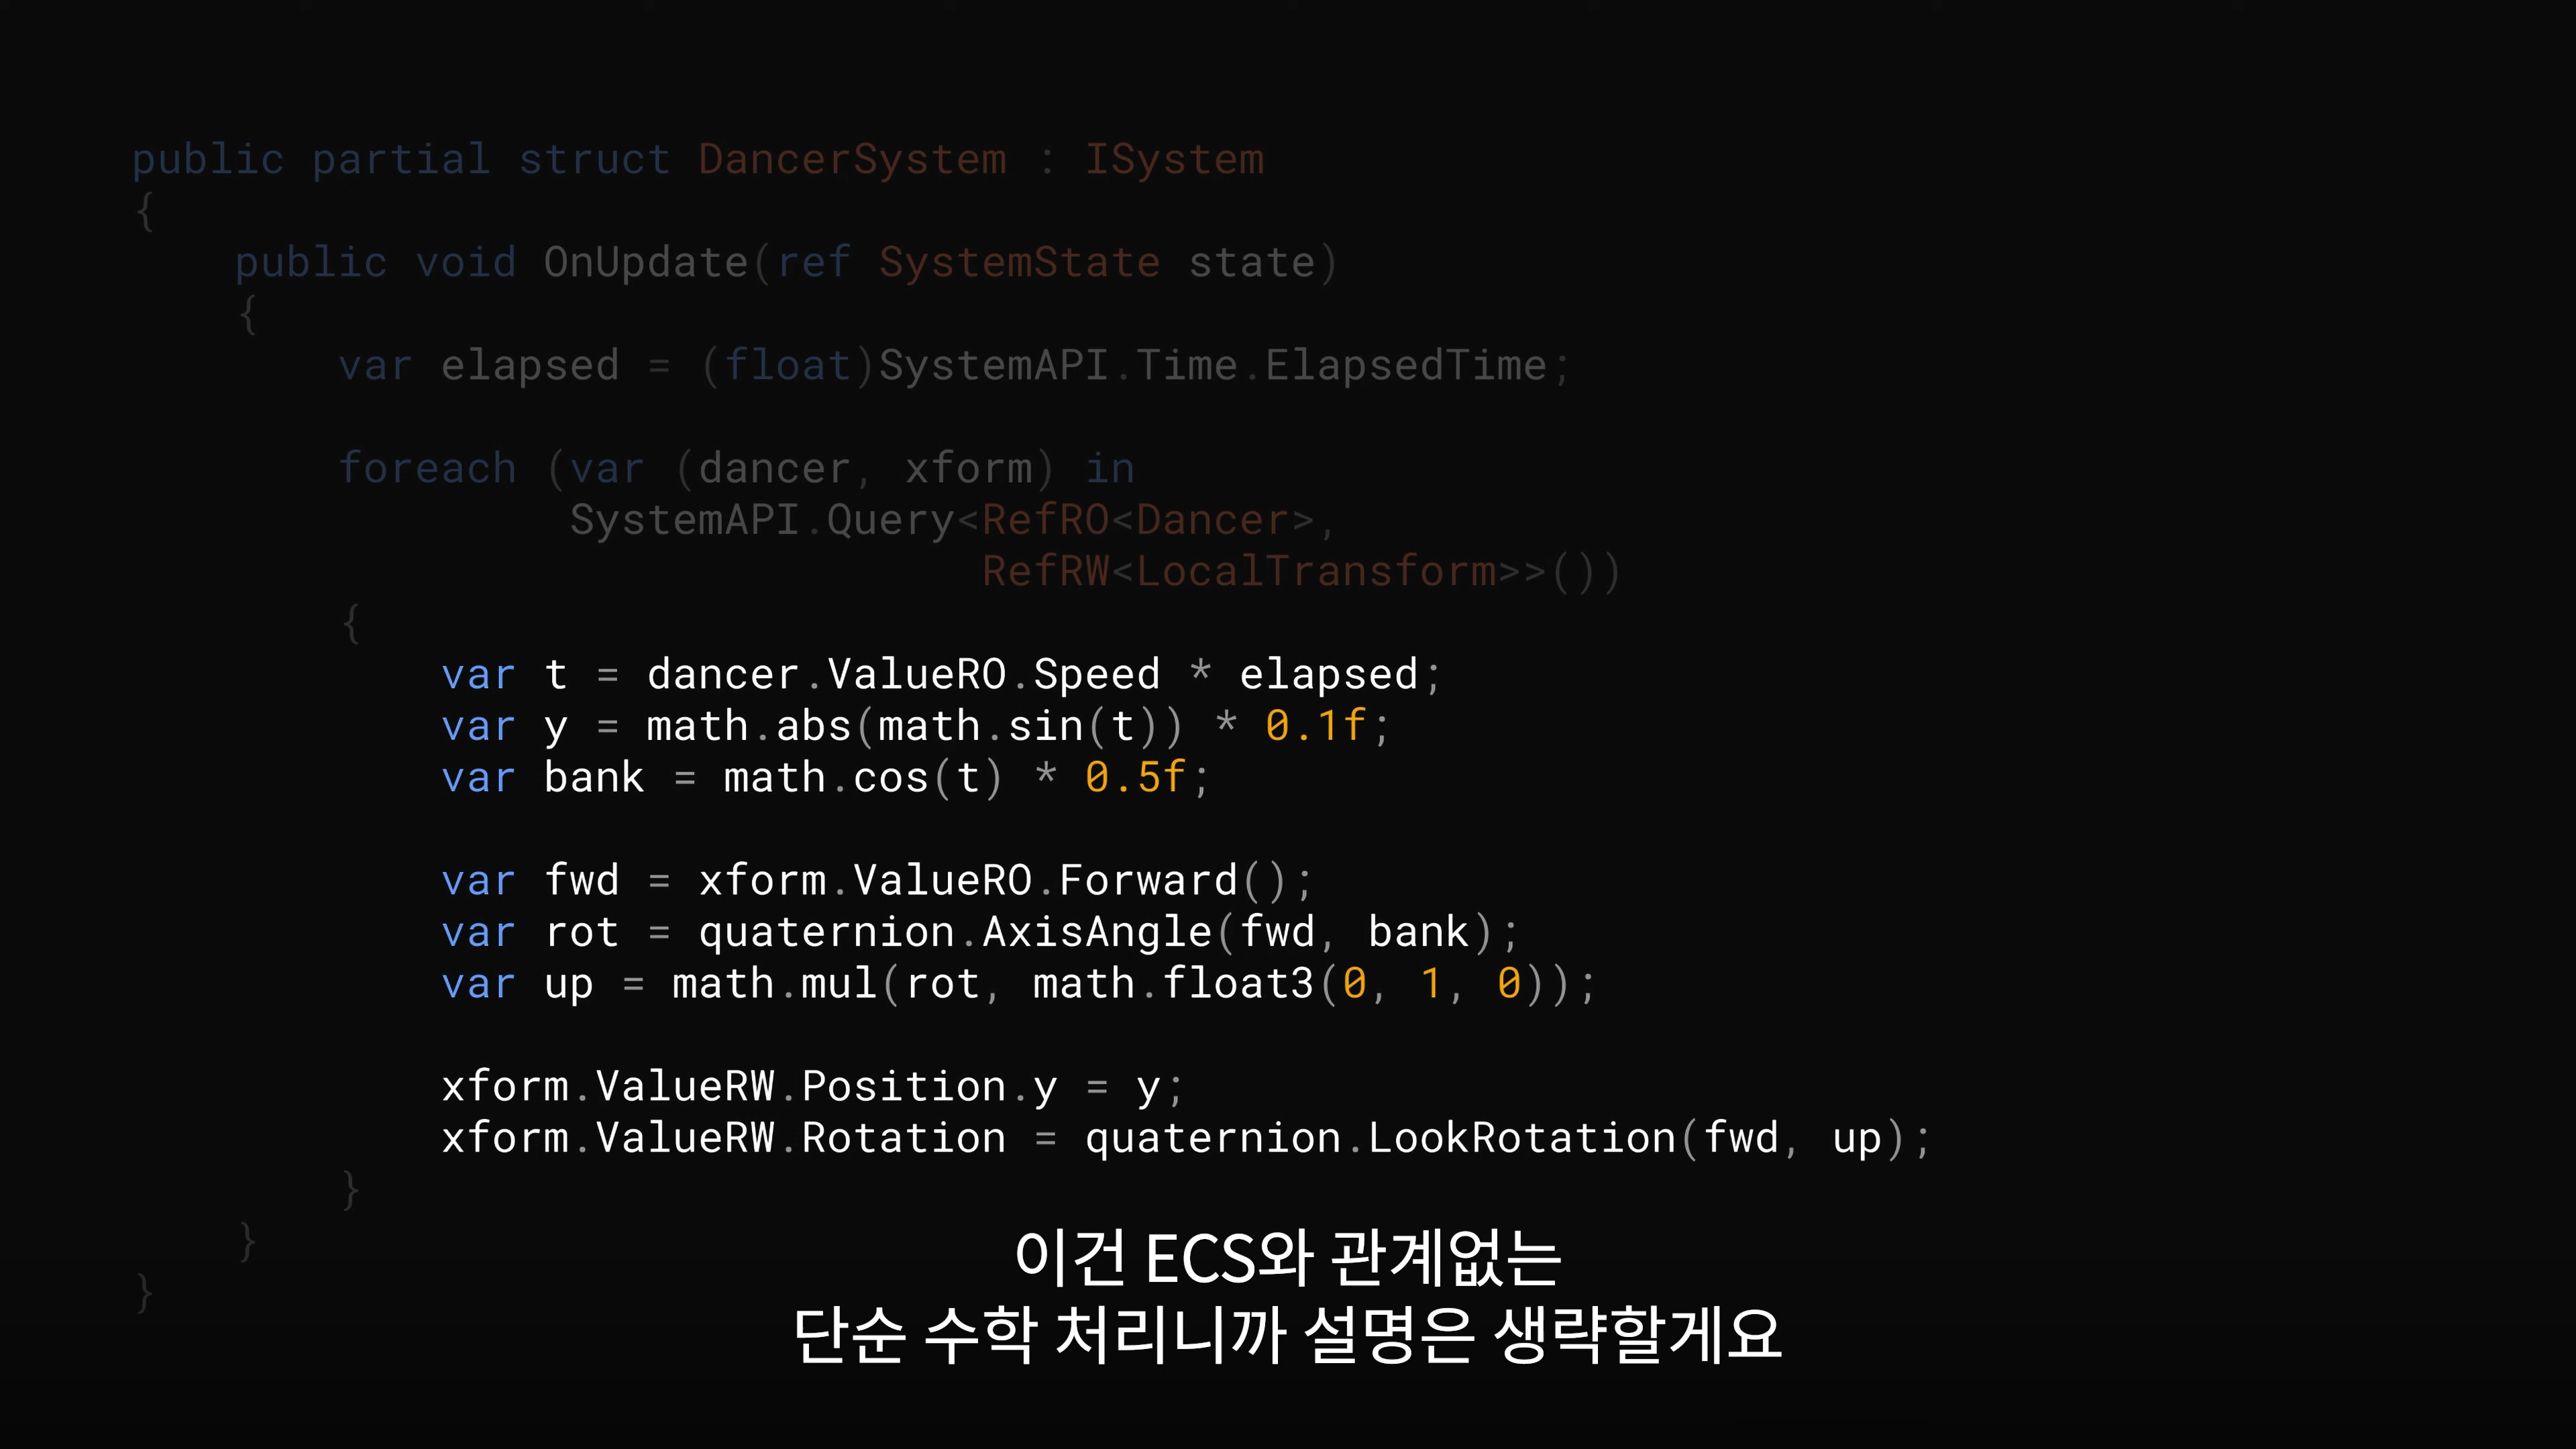 public partial struct DancerSystem : ISystem
{
    public void OnUpdate(ref SystemState state)
    {
        var elapsed = (float)SystemAPI.Time.ElapsedTime;

        foreach (var (dancer, xform) in
                 SystemAPI.Query<RefRO<Dancer>,
                                 RefRW<LocalTransform>>())
        {
            var t = dancer.ValueRO.Speed * elapsed;
            var y = math.abs(math.sin(t)) * 0.1f;
            var bank = math.cos(t) * 0.5f;

            var fwd = xform.ValueRO.Forward();
            var rot = quaternion.AxisAngle(fwd, bank);
            var up = math.mul(rot, math.float3(0, 1, 0));

            xform.ValueRW.Position.y = y;
            xform.ValueRW.Rotation = quaternion.LookRotation(fwd, up);
        }
    }
}
이건 ECS와 관계없는
단순 수학 처리니까 설명은 생략할게요